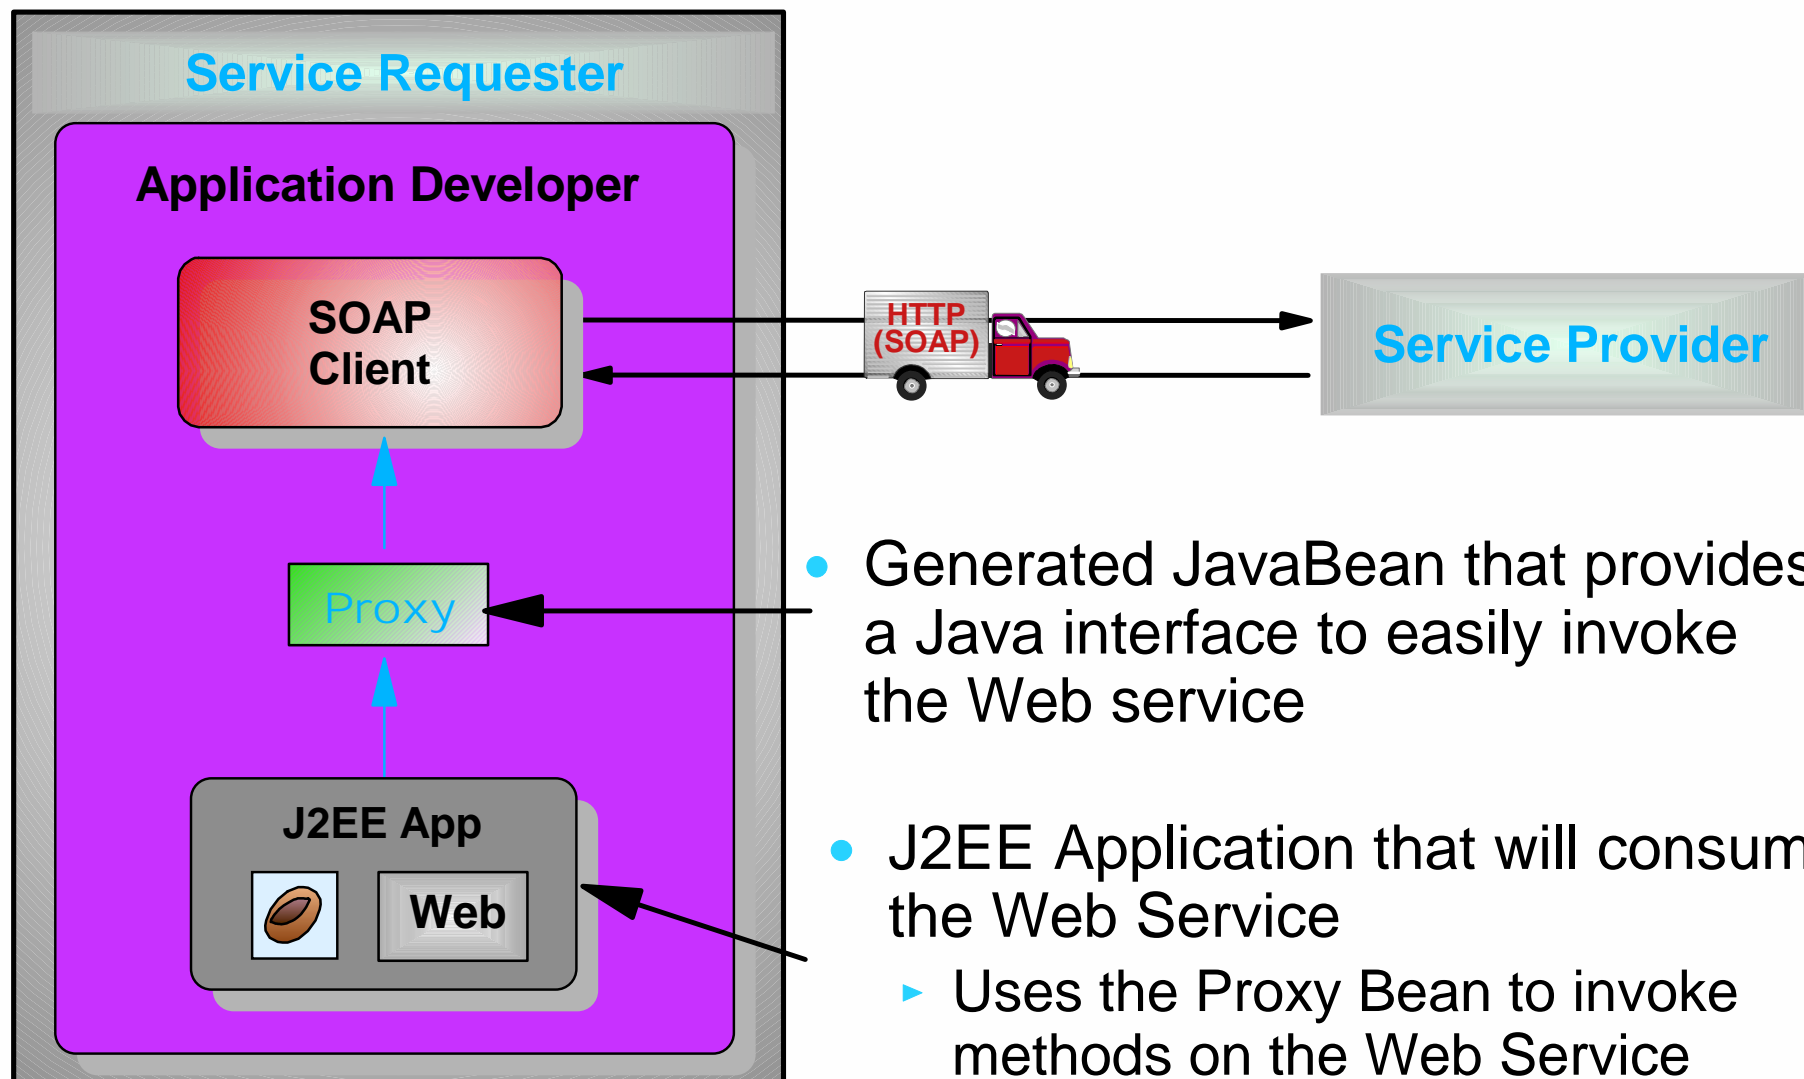 Service Requester
Application Developer
SOAP
Client
HTTP
(SOAP)
Service Provider
Proxy
Generated JavaBean that provides
a Java interface to easily invoke
the Web service
J2EE App
Web
J2EE Application that will consum
the Web Service
Uses the Proxy Bean to invoke
methods on the Web Service